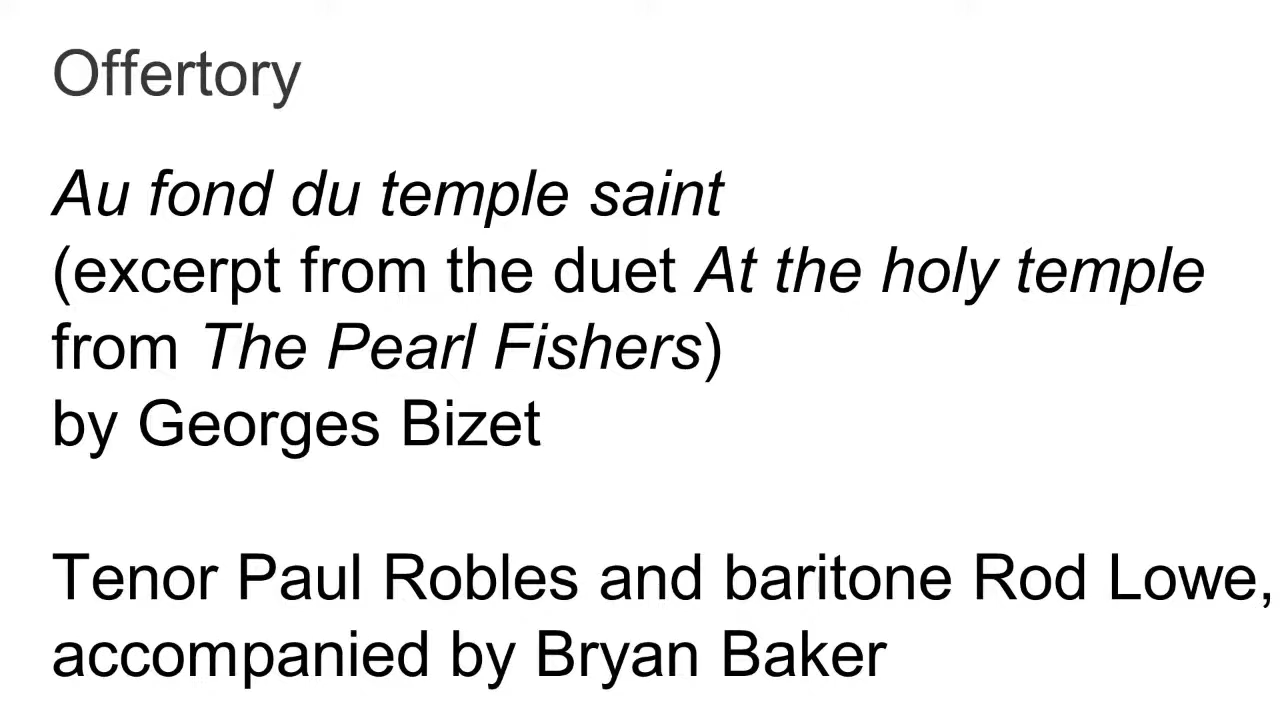 Offertory
Au fond du temple saint
(excerpt from the duet At the holy temple
from The Pearl Fishers)
by Georges Bizet
Tenor Paul Robles and baritone Rod Lowe,
accompanied by Bryan Baker